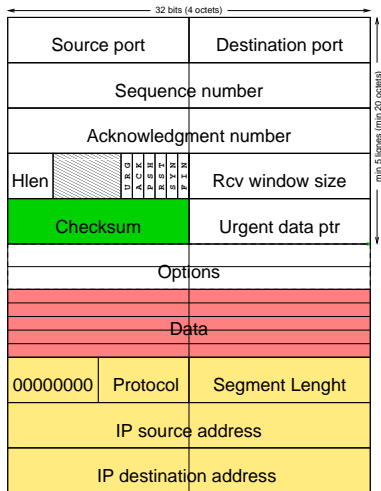 32 bits (4 octets)
Source port Destination port
Sequence number
min 5 lignes (min 20 octets)
Acknowledgment number
Hlen URG ACK PSH RST SYN FIN Rcv window size
Checksum Urgent data ptr
Options
Data
00000000 Protocol Segment Lenght
IP source address
IP destination address